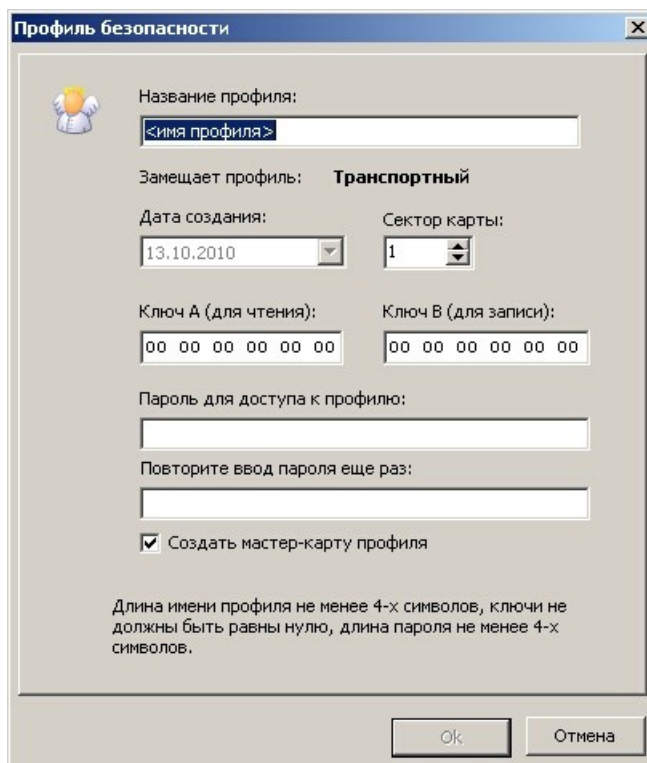 Профиль безопасности
Название профиля:
<имя профиля>
Замещает профиль: Транспортный
Дата создания: Сектор карты:
13.10.2010 1
Ключ А (для чтения): Ключ В (для записи):
00 00 00 00 00 00 00 00 00 00 00 00
Пароль для доступа к профилю:
Повторите ввод пароля еще раз:
Создать мастер-карту профиля
Длина имени профиля не менее 4-х символов, ключи не
должны быть равны нулю, длина пароля не менее 4-х
символов.
Ok Отмена